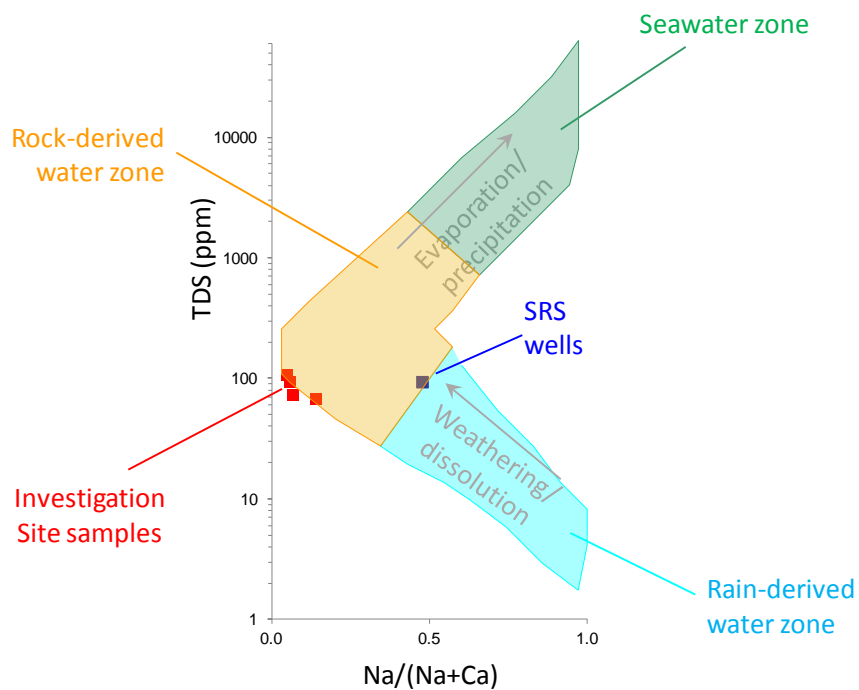 Seawater zone
Rock-derived
water zone
10000
Evaporation/
precipitation
TDS (ppm)
1000
SRS
wells
100
Weathering/
dissolution
Investigation
Site samples
10
Rain-derived
water zone
1
0.0
0.5
1.0
Na/(Na+Ca)